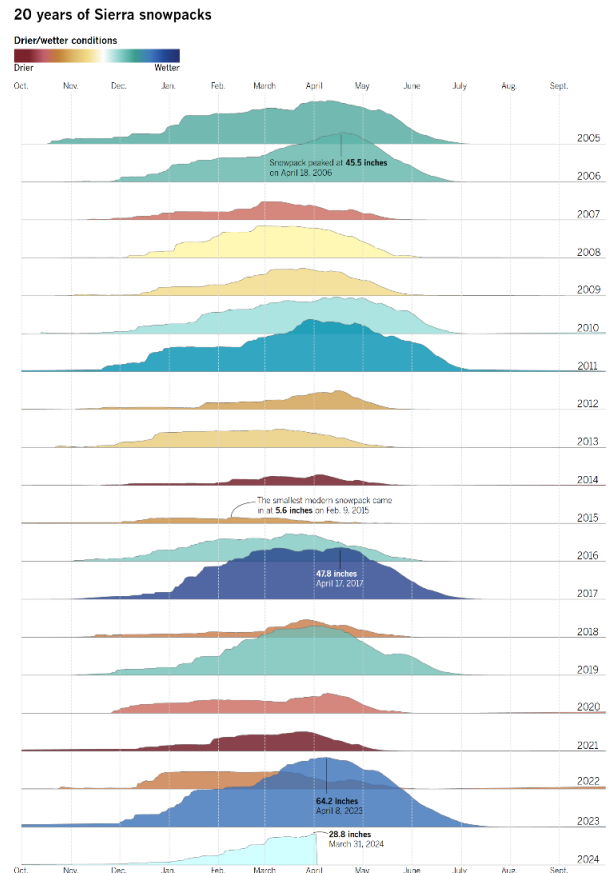 20 years of Sierra snowpacks
Drier/wetter conditions
Drier Wetter
Oct. Nov. Dec. Jan. Feb. March April May June July Aug. Sept.
2005
Snowpack peaked at 45.5 inches
on April 18, 2006
2006
2007
2008
2009
2010
2011
2012
2013
2014
The smallest modern snowpack came
in at 5.6 inches on Feb. 9, 2015
2015
2016
47.8 inches
April 17, 2017
2017
2018
2019
2020
2021
2022
64.2 inches
April 8, 2023
2023
28.8 inches
March 31, 2024
2024
Oct. Nov. Dec. Jan. Feb. March April May June July Aug. Sept.